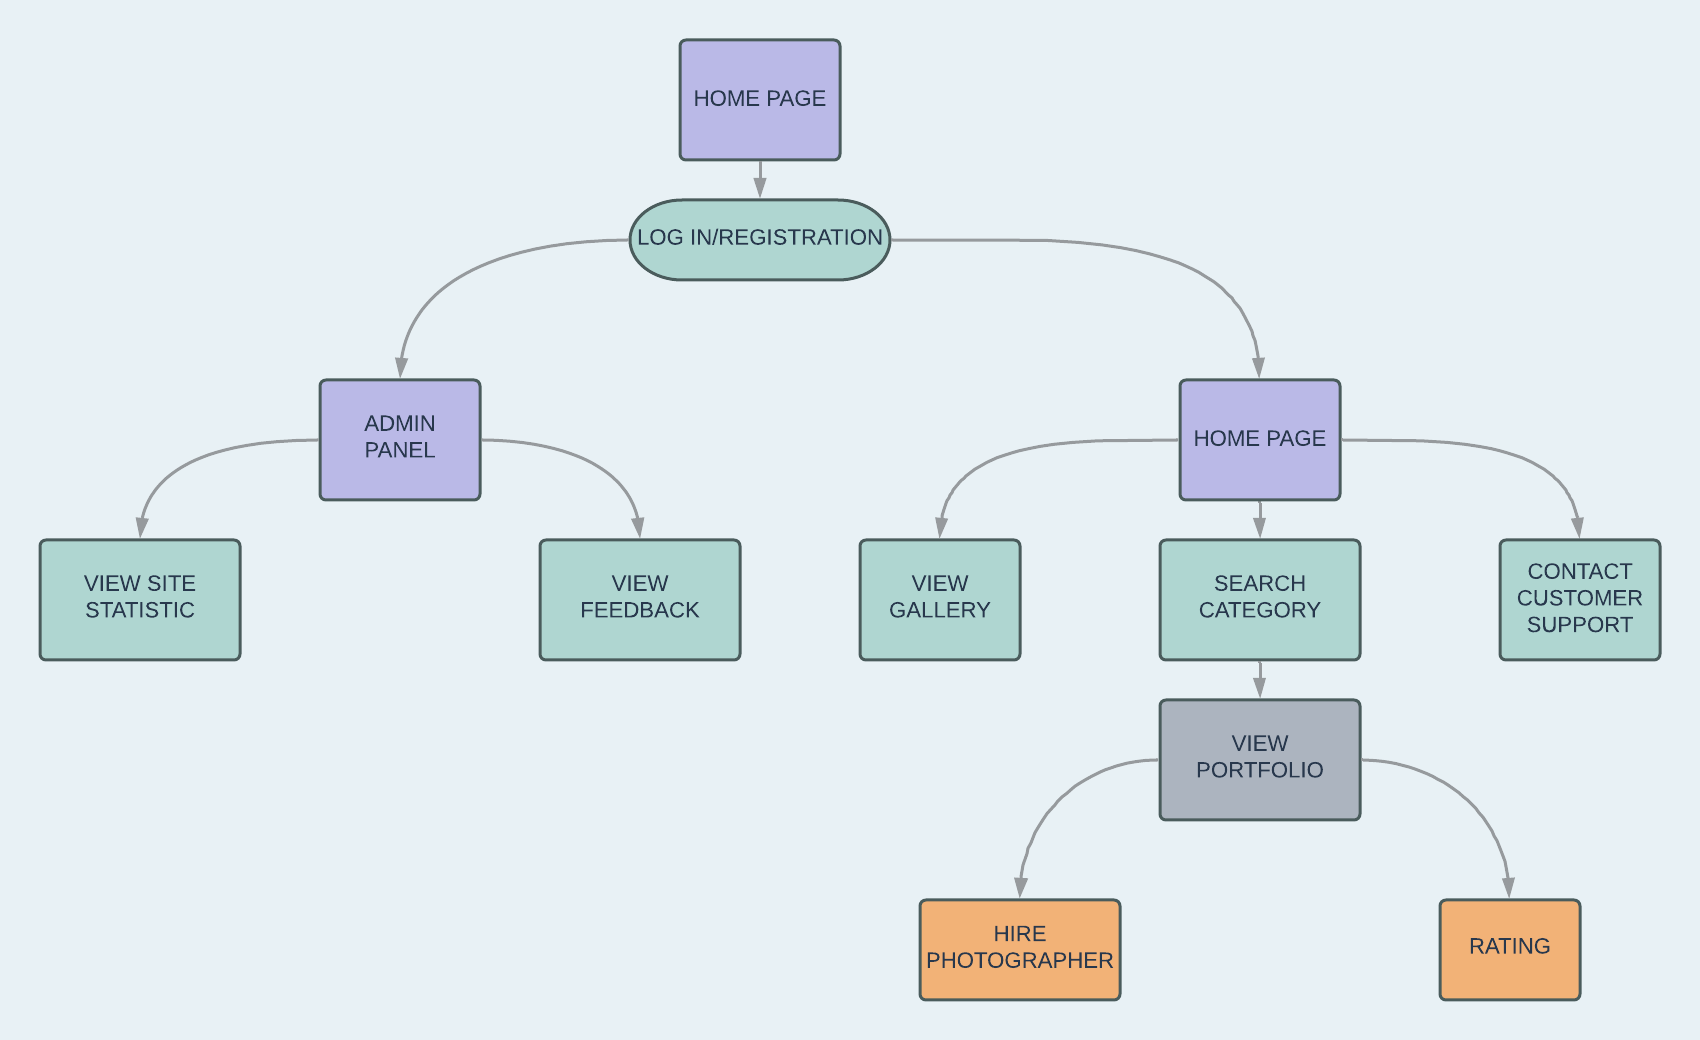 HOME PAGE
LOG IN/REGISTRATION
ADMIN
PANEL
HOME PAGE
VIEW SITE
STATISTIC
VIEW
FEEDBACK
VIEW
GALLERY
SEARCH
CATEGORY
CONTACT
CUSTOMER
SUPPORT
VIEW
PORTFOLIO
HIRE
PHOTOGRAPHER
RATING